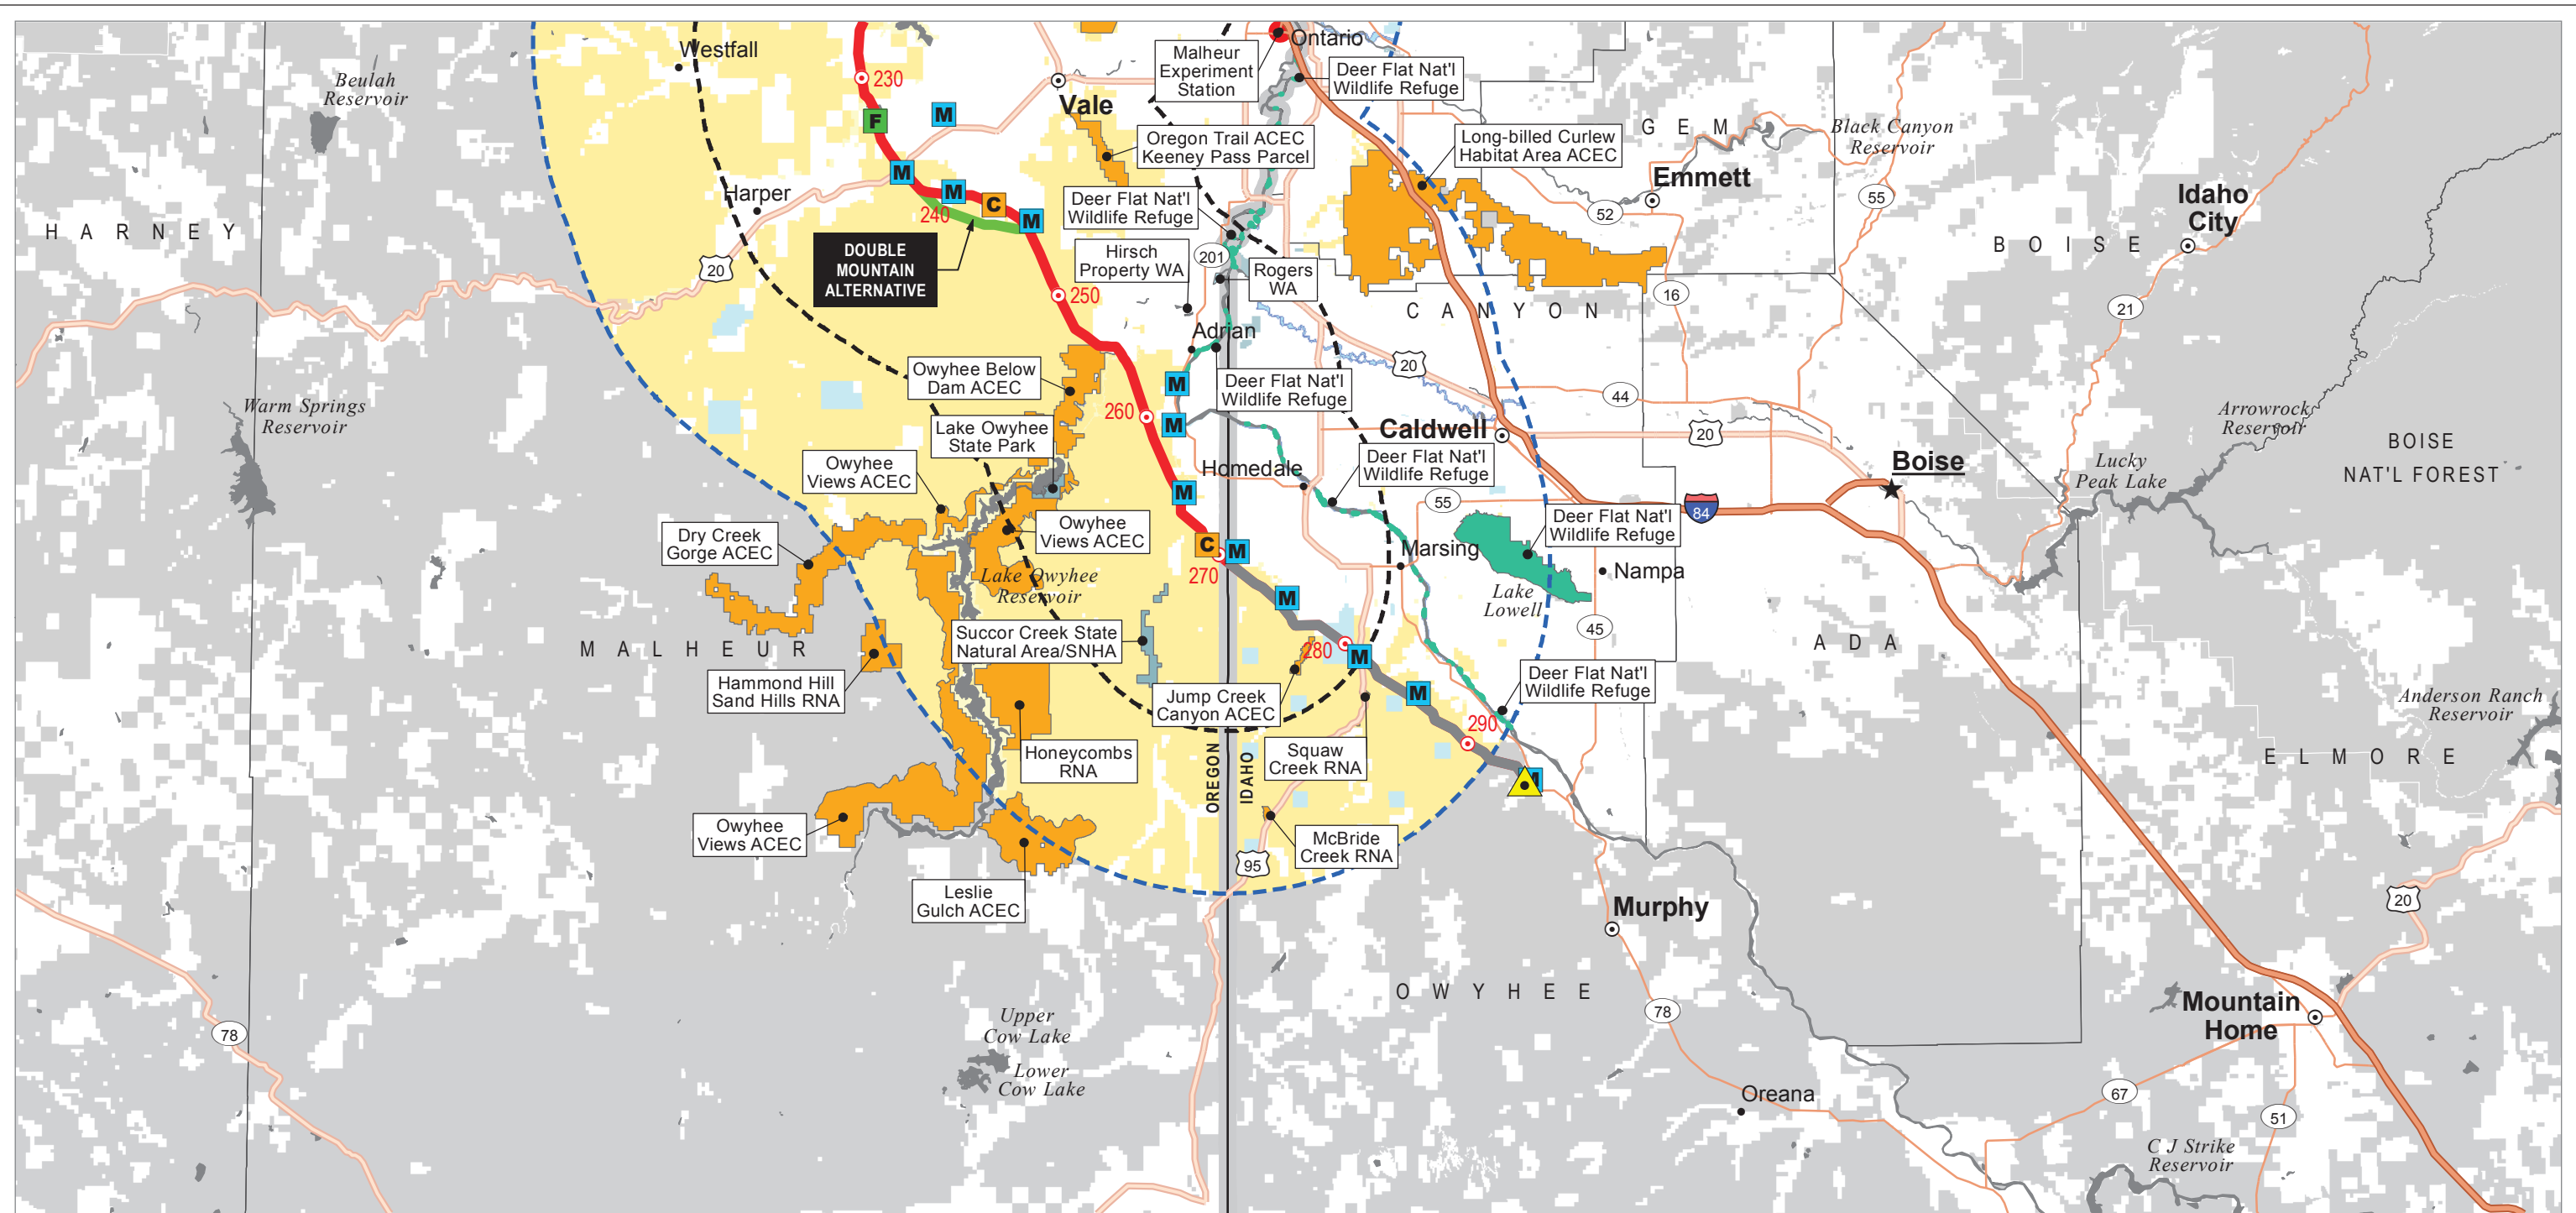 Westfall
Beulah
Reservoir
230
F
M
Vale
Malheur
Experiment
Station
Ontario
Deer Flat Nat'l
Wildlife Refuge
Oregon Trail ACEC
Keeney Pass Parcel
Long-billed Curlew
Habitat Area ACEC
GEM
Black Canyon
Reservoir
Emmett
52
55
Idaho
City
HARNEY
Harper
M
M
C
M
240
DOUBLE
MOUNTAIN
ALTERNATIVE
Deer Flat Nat'l
Wildlife Refuge
Hirsch
Property WA
201
Rogers
WA
BOISE
20
250
CANYON
16
21
Adrian
Owyhee Below
Dam ACEC
M
Deer Flat Nat'l
Wildlife Refuge
20
44
Warm Springs
Reservoir
260
M
Lake Owyhee
State Park
Caldwell
20
Arrowrock
Reservoir
BOISE
NAT'L FOREST
Owyhee
Views ACEC
Homedale
Deer Flat Nat'l
Wildlife Refuge
Boise
Lucky
Peak Lake
M
55
84
Dry Creek
Gorge ACEC
Owyhee
Views ACEC
Deer Flat Nat'l
Wildlife Refuge
C
M
270
Marsing
Nampa
Lake Owyhee
Reservoir
M
Lake
Lowell
45
MALHEUR
Succor Creek State
Natural Area/SNHA
280
M
ADA
Hammond Hill
Sand Hills RNA
Jump Creek
Canyon ACEC
M
Deer Flat Nat'l
Wildlife Refuge
Anderson Ranch
Reservoir
290
Honeycombs
RNA
OREGON
IDAHO
Squaw
Creek RNA
ELMORE
M
Owyhee
Views ACEC
McBride
Creek RNA
95
Leslie
Gulch ACEC
Murphy
20
OWYHEE
78
78
Upper
Cow Lake
Lower
Cow Lake
Mountain
Home
Oreana
67
51
C J Strike
Reservoir